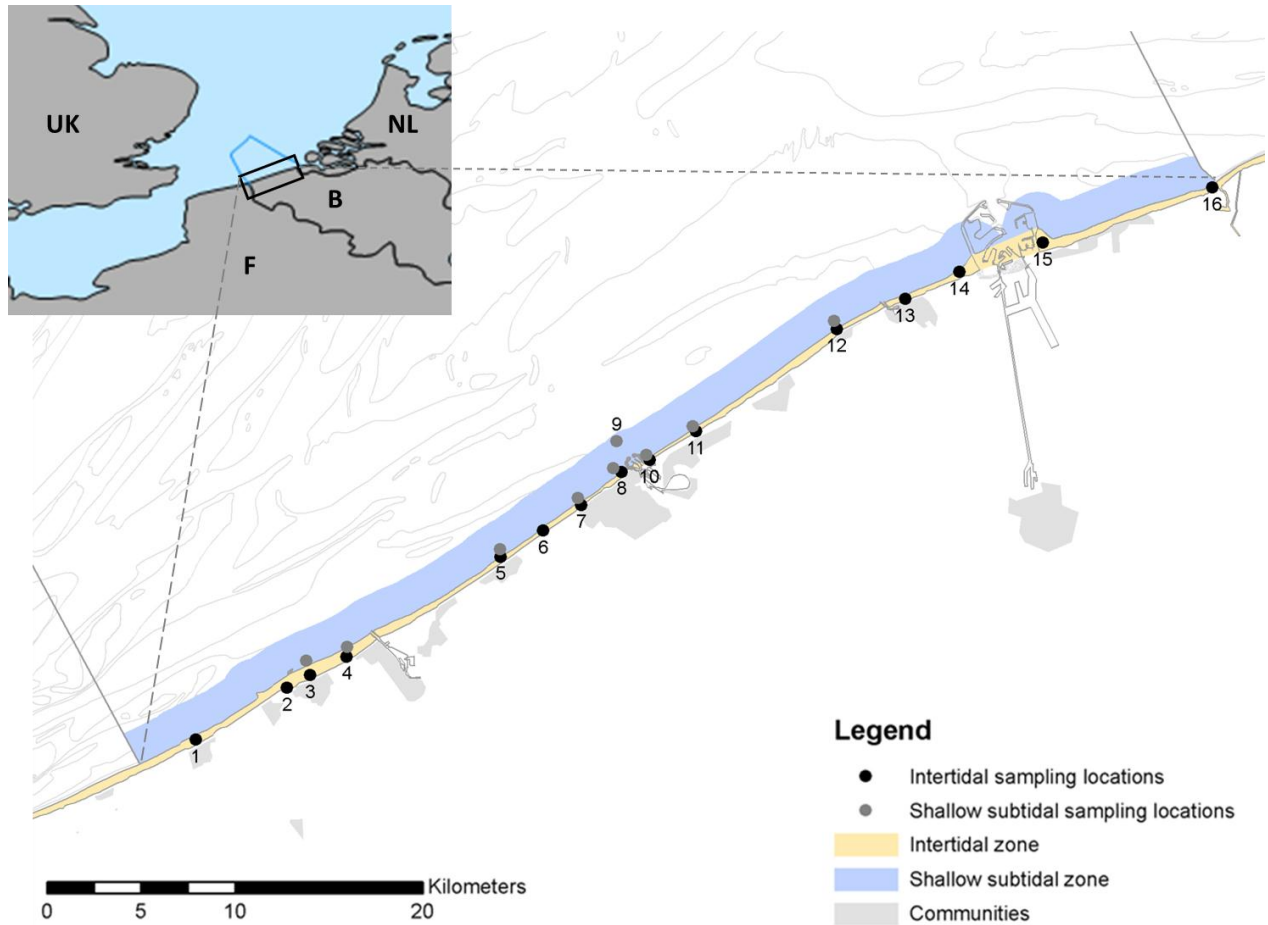 UK
NL
B
F
16
15
14
13
12
9
11
10
8
7
6
5
4
3
2
1
Legend
Intertidal sampling locations
Shallow subtidal sampling locations
Intertidal zone
Shallow subtidal zone
Communities
Kilometers
0 5 10 20